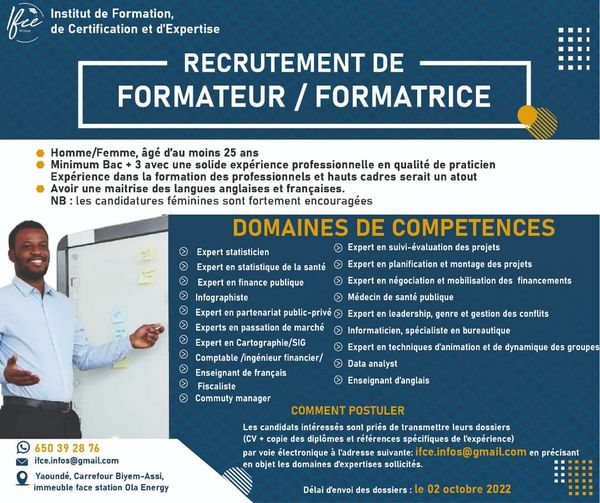 Ifcé
Afrique
Institut de Formation,
de Certification et d'Expertise
RECRUTEMENT DE
FORMATEUR / FORMATRICE
Homme/Femme, âgé d'au moins 25 ans
Minimum Bac + 3 avec une solide expérience professionnelle en qualité de praticien
Expérience dans la formation des professionnels et hauts cadres serait un atout
Avoir une maitrise des langues anglaises et françaises.
NB : les candidatures féminines sont fortement encouragées
DOMAINES DE COMPETENCES
Expert statisticien
Expert en statistique de la santé
Expert en finance publique
Infographiste
Expert en partenariat public-privé
Experts en passation de marché
Expert en Cartographie/SIG
Comptable /ingénieur financier/
Enseignant de français
Fiscaliste
Commuty manager
Expert en suivi-évaluation des projets
Expert en planification et montage des projets
Expert en négociation et mobilisation des financements
Médecin de santé publique
Expert en leadership, genre et gestion des conflits
Informaticien, spécialiste en bureautique
Expert en techniques d'animation et de dynamique des groupes
Data analyst
Enseignant d'anglais
COMMENT POSTULER
Les candidats intéressés sont priés de transmettre leurs dossiers
(CV + copie des diplômes et références spécifiques de l'expérience)
par voie électronique à l'adresse suivante: ifce.infos@gmail.com en précisant
en objet les domaines d'expertises sollicités.
Délai d'envoi des dossiers : le 02 octobre 2022
650 39 28 76
ifce.infos@gmail.com
Yaoundé, Carrefour Biyem-Assi,
immeuble face station Ola Energy